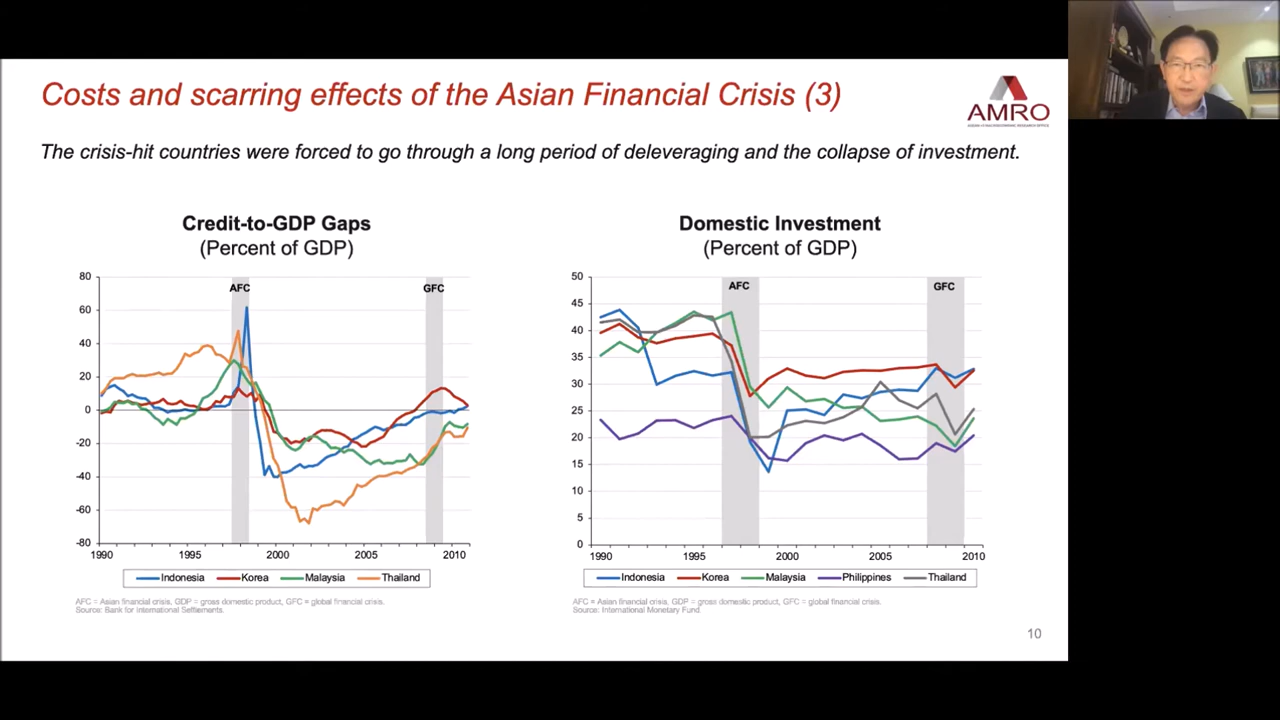 Costs and scarring effects of the Asian Financial Crisis (3)
AMRO
ASEAN+3 MACROECONOMIC RESEARCH OFFICE
The crisis-hit countries were forced to go through a long period of deleveraging and the collapse of investment.
Credit-to-GDP Gaps
(Percent of GDP)
80
60
40
20
0
-20
-40
-60
-80
AFC
GFC
1990
1995
2000
2005
2010
Indonesia Korea Malaysia Thailand
AFC = Asian financial crisis, GDP = gross domestic product, GFC = global financial crisis.
Source: Bank for International Settlements.
Domestic Investment
(Percent of GDP)
50
45
40
35
30
25
20
15
10
5
0
AFC
GFC
1990
1995
2000
2005
2010
Indonesia Korea Malaysia Philippines Thailand
AFC = Asian financial crisis, GDP = gross domestic product, GFC = global financial crisis.
Source: International Monetary Fund
10